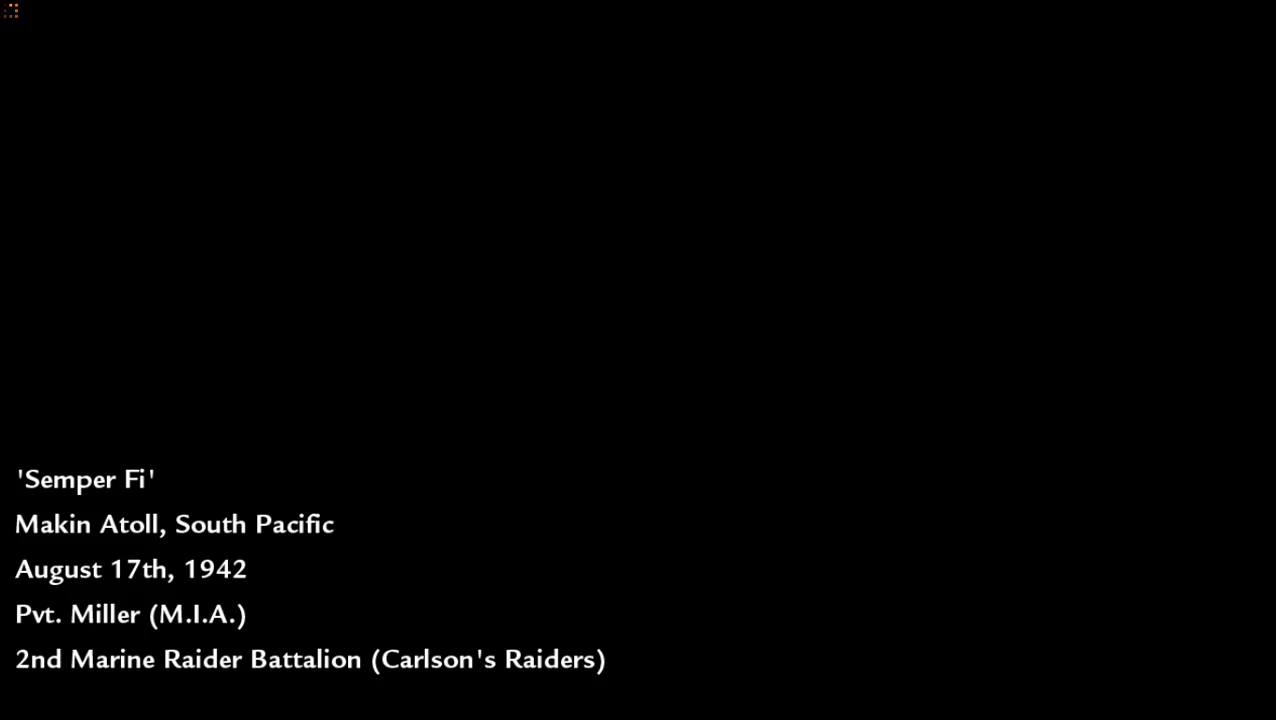 'Semper Fi'
Makin Atoll, South Pacific
August 17th, 1942
Pvt. Miller (M.I.A.)
2nd Marine Raider Battalion (Carlson's Raiders)